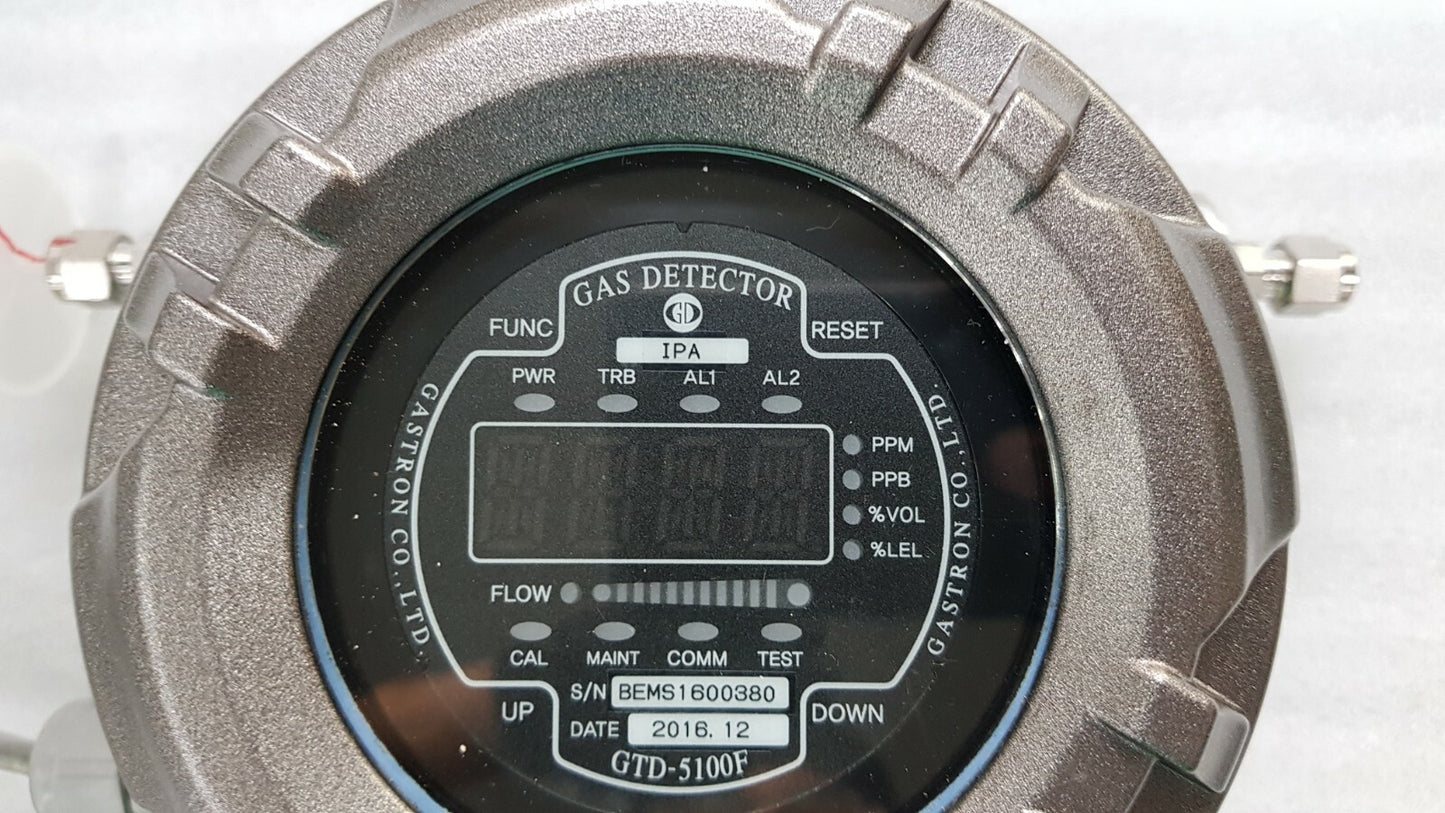 GAS DETECTOR
GD
FUNC
RESET
IPA
PWR TRB AL1 AL2
GASTRON CO.,LTD.
GASTRON CO.,LTD.
PPM
PPB
%VOL
%LEL
FLOW
CAL MAINT COMM TEST
S/N BEMS1600380
UP
DOWN
DATE 2016.12
GTD-5100F